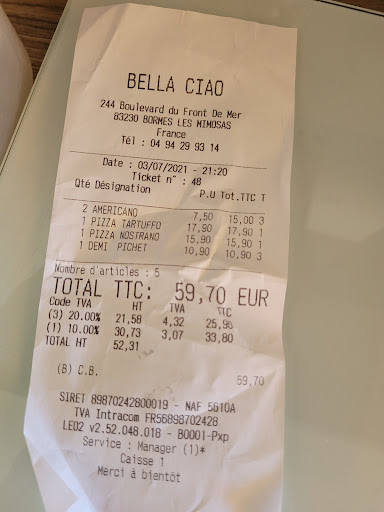 BELLA CIAO
244 Boulevard du Front De Mer
83230 BORMES LES MIMOSAS
France
Tél : 04 94 29 93 14
Date : 03/07/2021 - 21:20
Ticket n° : 48
Qté Désignation P.U Tot.TTC T
2 AMERICANO 7,50 15,00 3
1 PIZZA TARTUFFO 17,90 17,90 1
1 PIZZA NOSTRANO 15,90 15,90 1
1 DEMI PICHET 10,90 10,90 3
Nombre d'articles : 5
TOTAL TTC: 59,70 EUR
Code TVA HT TVA TTC
(3) 20.00% 21,58 4,32 25,90
(1) 10.00% 30,73 3,07 33,80
TOTAL HT 52,31
(B) C.B. 59,70
SIRET 89870242800019 - NAF 5610A
TVA Intracom FR56898702428
LEO2 v2.52.048.018 - B0001-Pxp
Service : Manager (1)*
Caisse 1
Merci à bientôt